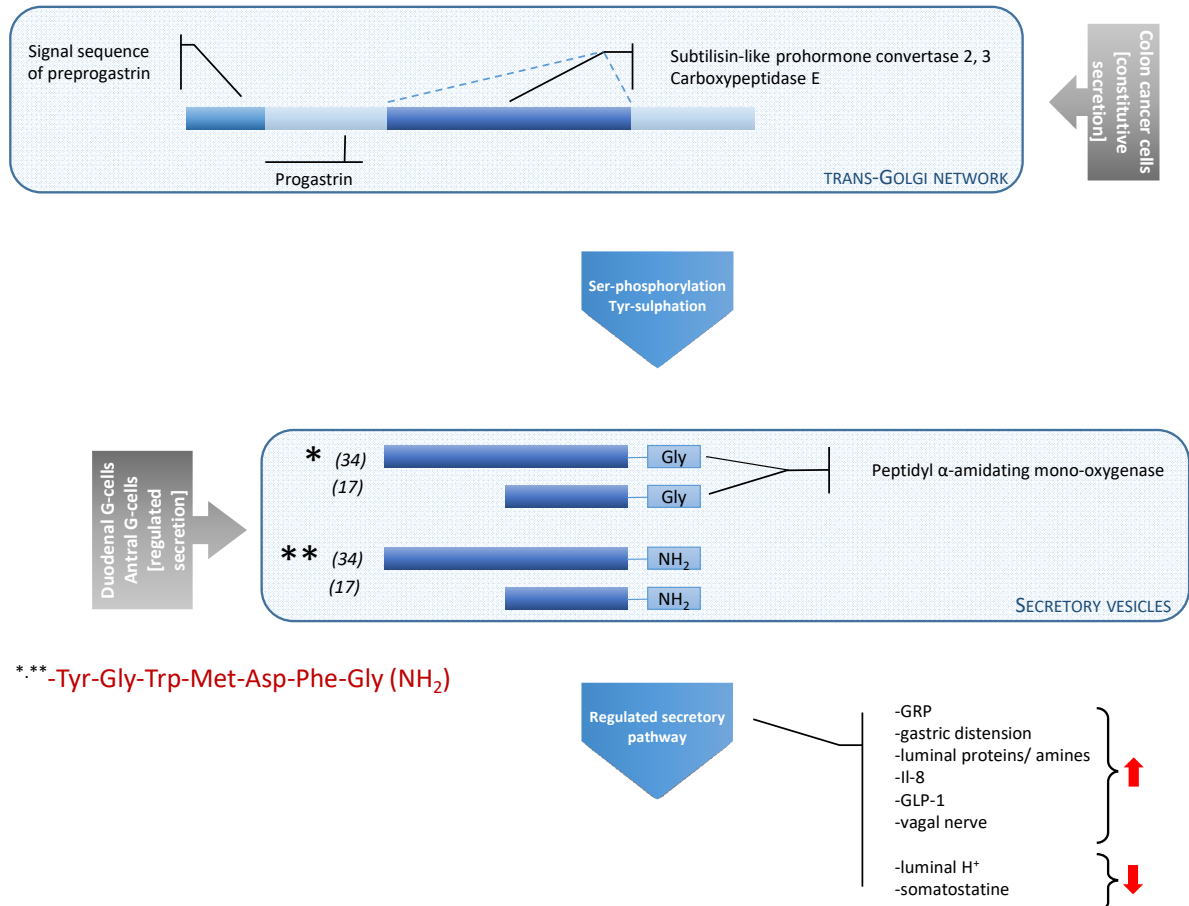 Signal sequence
of preprogastrin
Subtilisin-like prohormone convertase 2, 3
Carboxypeptidase E
Progastrin
TRANS-GOLGI NETWORK
Colon cancer cells
[constitutive
secretion]
Ser-phosphorylation
Tyr-sulphation
Duodenal G-cells
Antral G-cells
[regulated
secretion]
* (34)
(17)
Gly
Gly
Peptidyl α-amidating mono-oxygenase
** (34)
(17)
NH₂
NH₂
SECRETORY VESICLES
*,**-Tyr-Gly-Trp-Met-Asp-Phe-Gly (NH₂)
Regulated secretory
pathway
-GRP
-gastric distension
-luminal proteins/ amines
-Il-8
-GLP-1
-vagal nerve
-luminal H⁺
-somatostatine